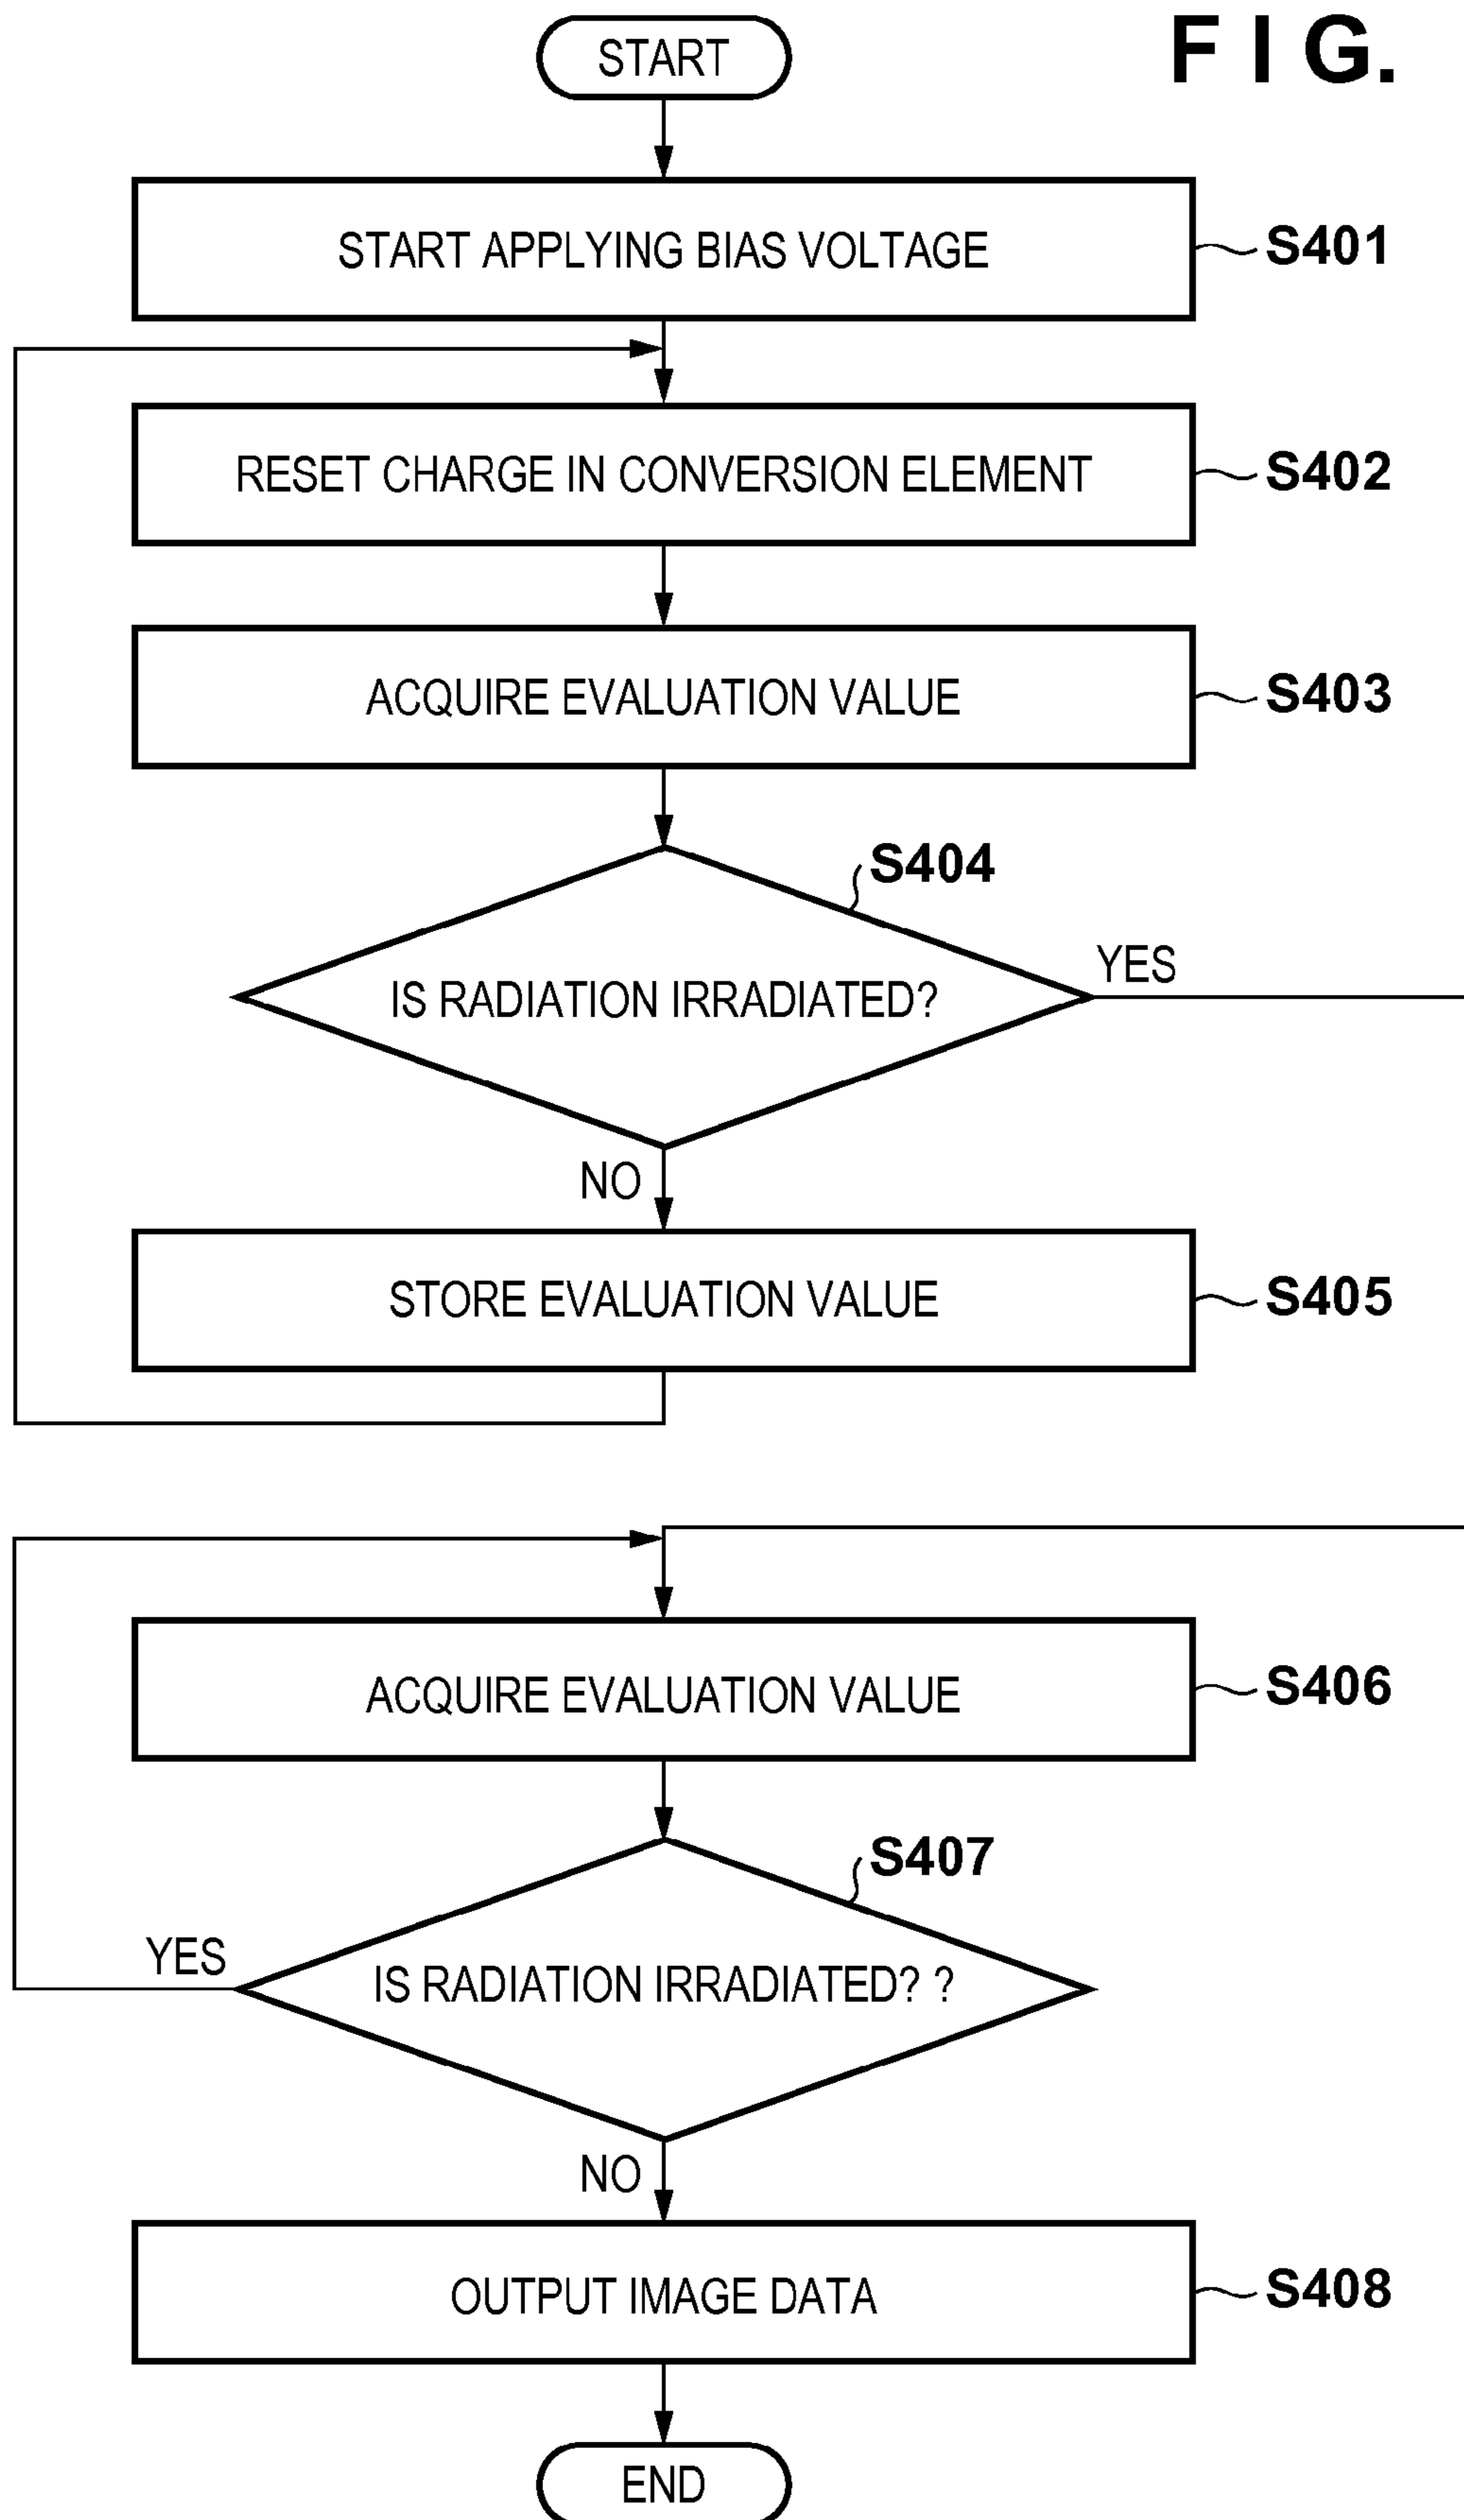 START
FIG.
START APPLYING BIAS VOLTAGE
S401
RESET CHARGE IN CONVERSION ELEMENT
S402
ACQUIRE EVALUATION VALUE
S403
S404
IS RADIATION IRRADIATED?
YES
NO
STORE EVALUATION VALUE
S405
ACQUIRE EVALUATION VALUE
S406
S407
YES
IS RADIATION IRRADIATED? ?
NO
OUTPUT IMAGE DATA
S408
END